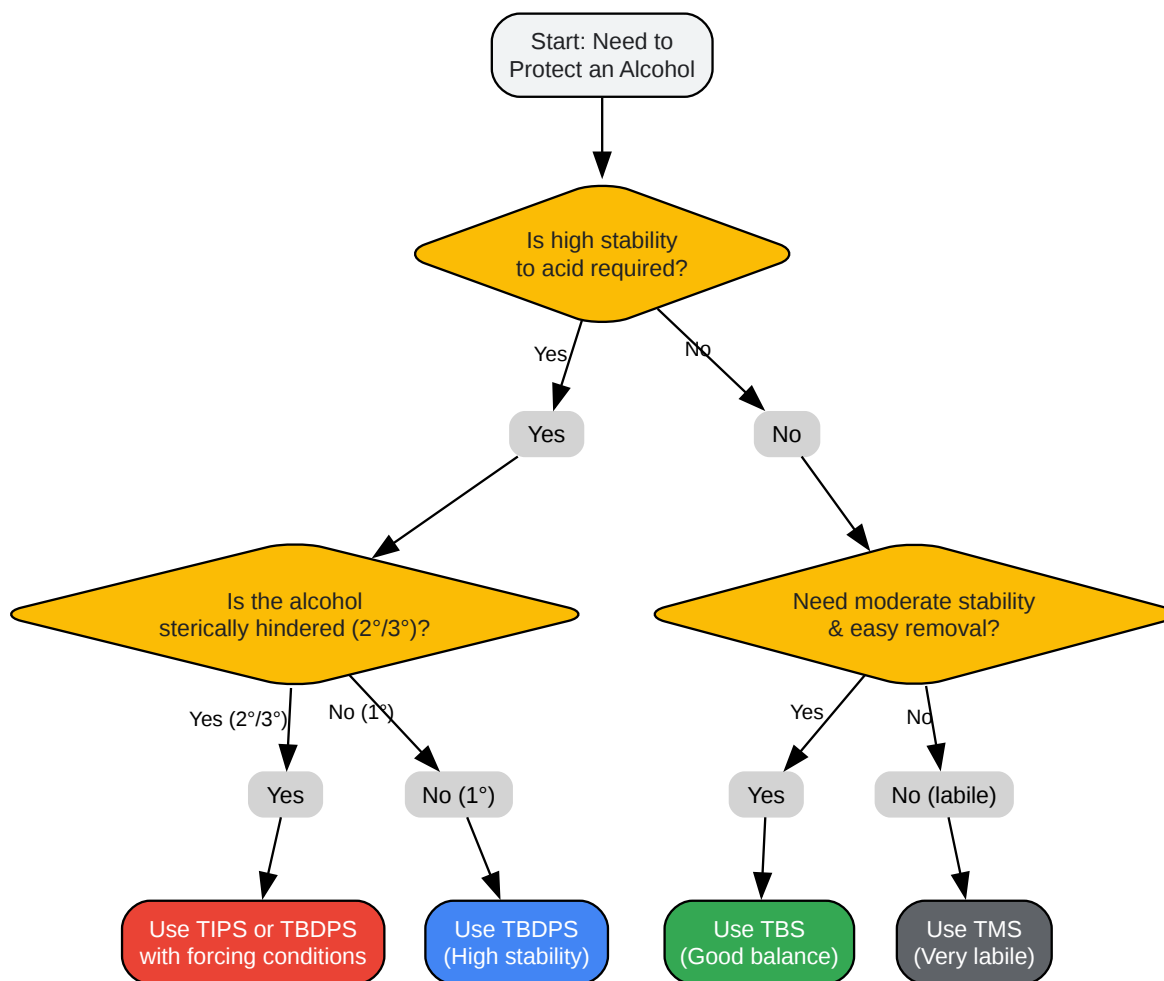 Start: Need to
Protect an Alcohol
Is high stability
to acid required?
Yes
No
Yes
No
Is the alcohol
sterically hindered (2°/3°)?
Need moderate stability
& easy removal?
Yes (2°/3°)
No (1°)
Yes
No
Yes
No (1°)
Yes
No (labile)
Use TIPS or TBDPS
with forcing conditions
Use TBDPS
(High stability)
Use TBS
(Good balance)
Use TMS
(Very labile)